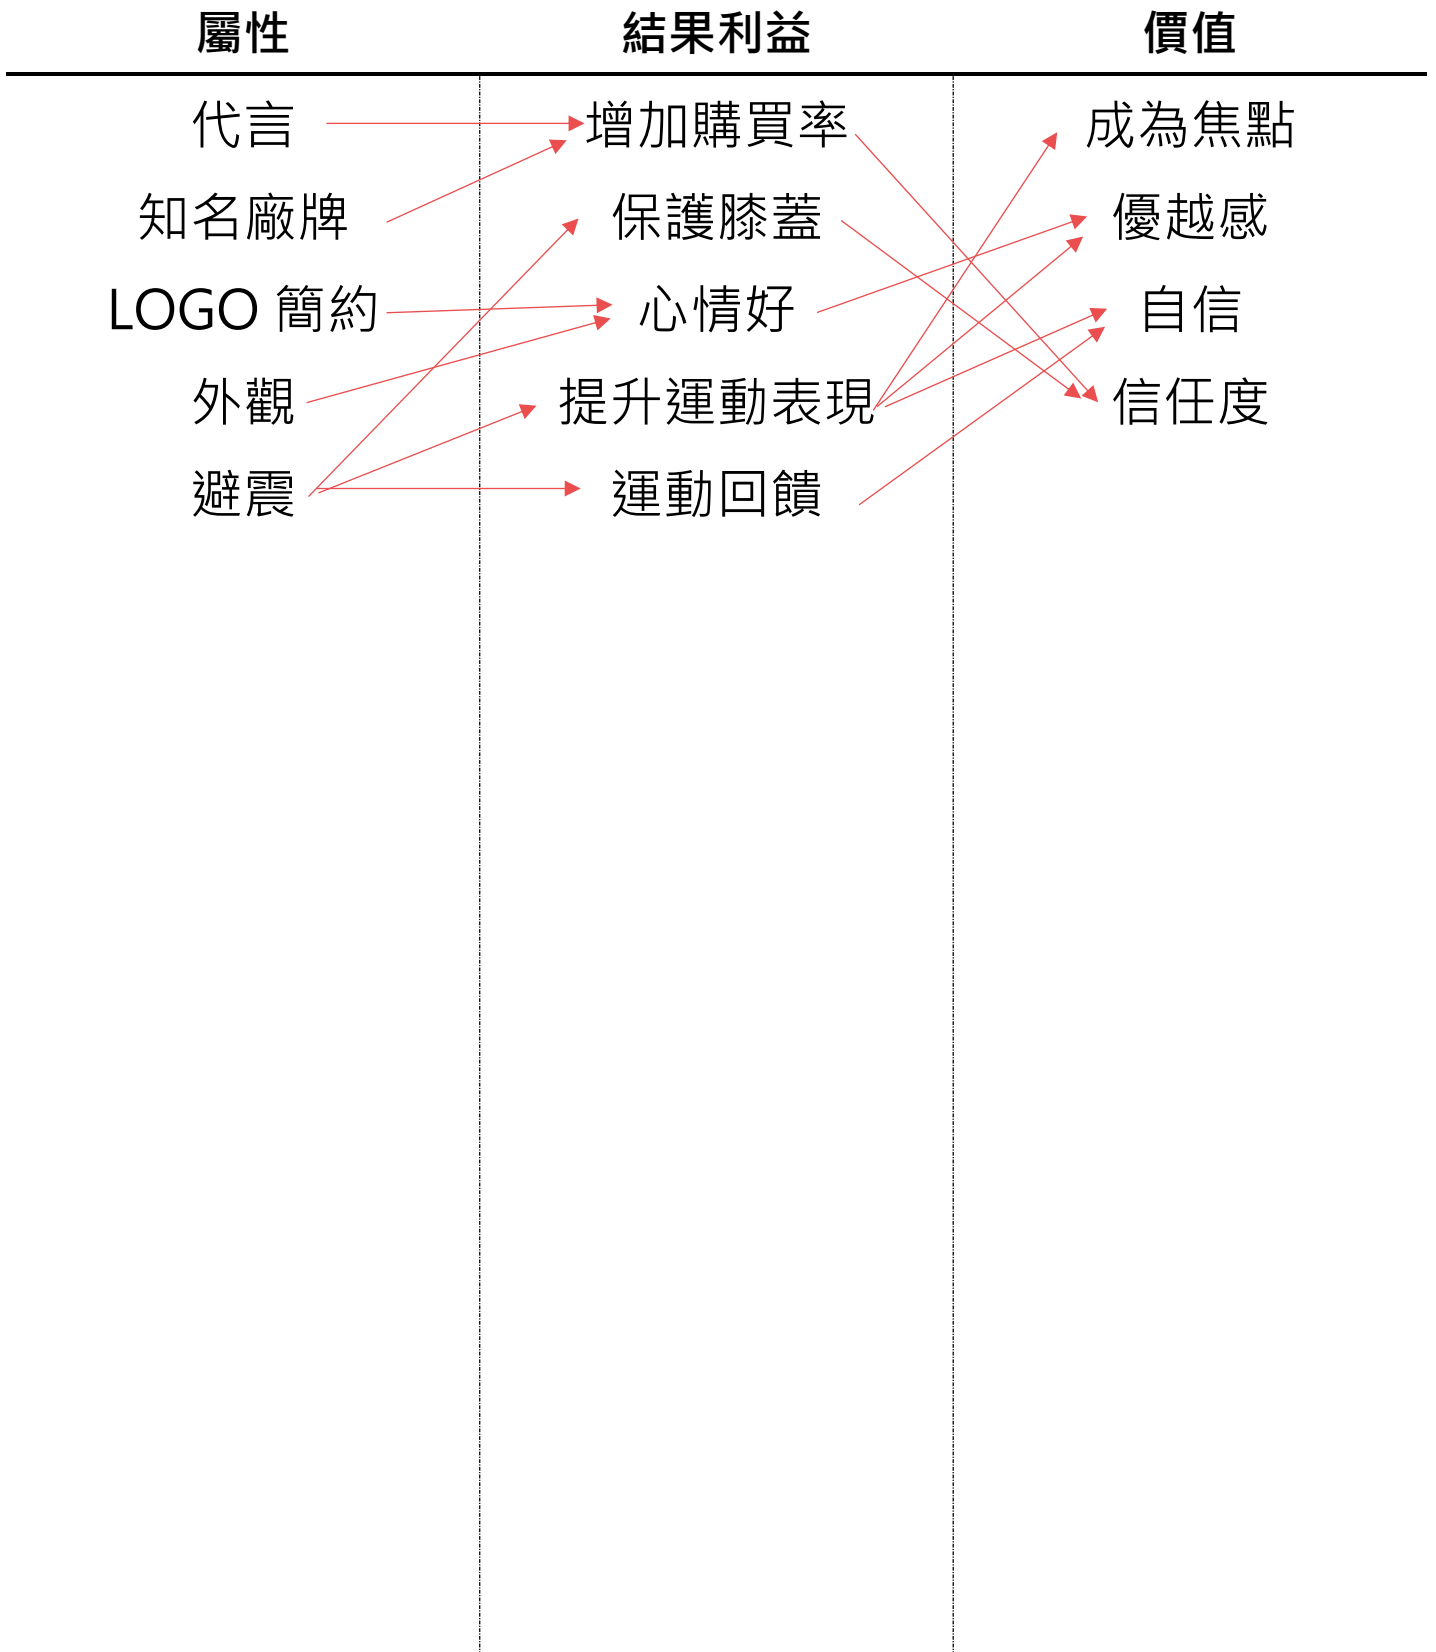 屬性 結果利益 價值
代言 增加購買率 成為焦點
知名廠牌 保護膝蓋 優越感
LOGO 簡約 心情好 自信
外觀 提升運動表現 信任度
避震 運動回饋